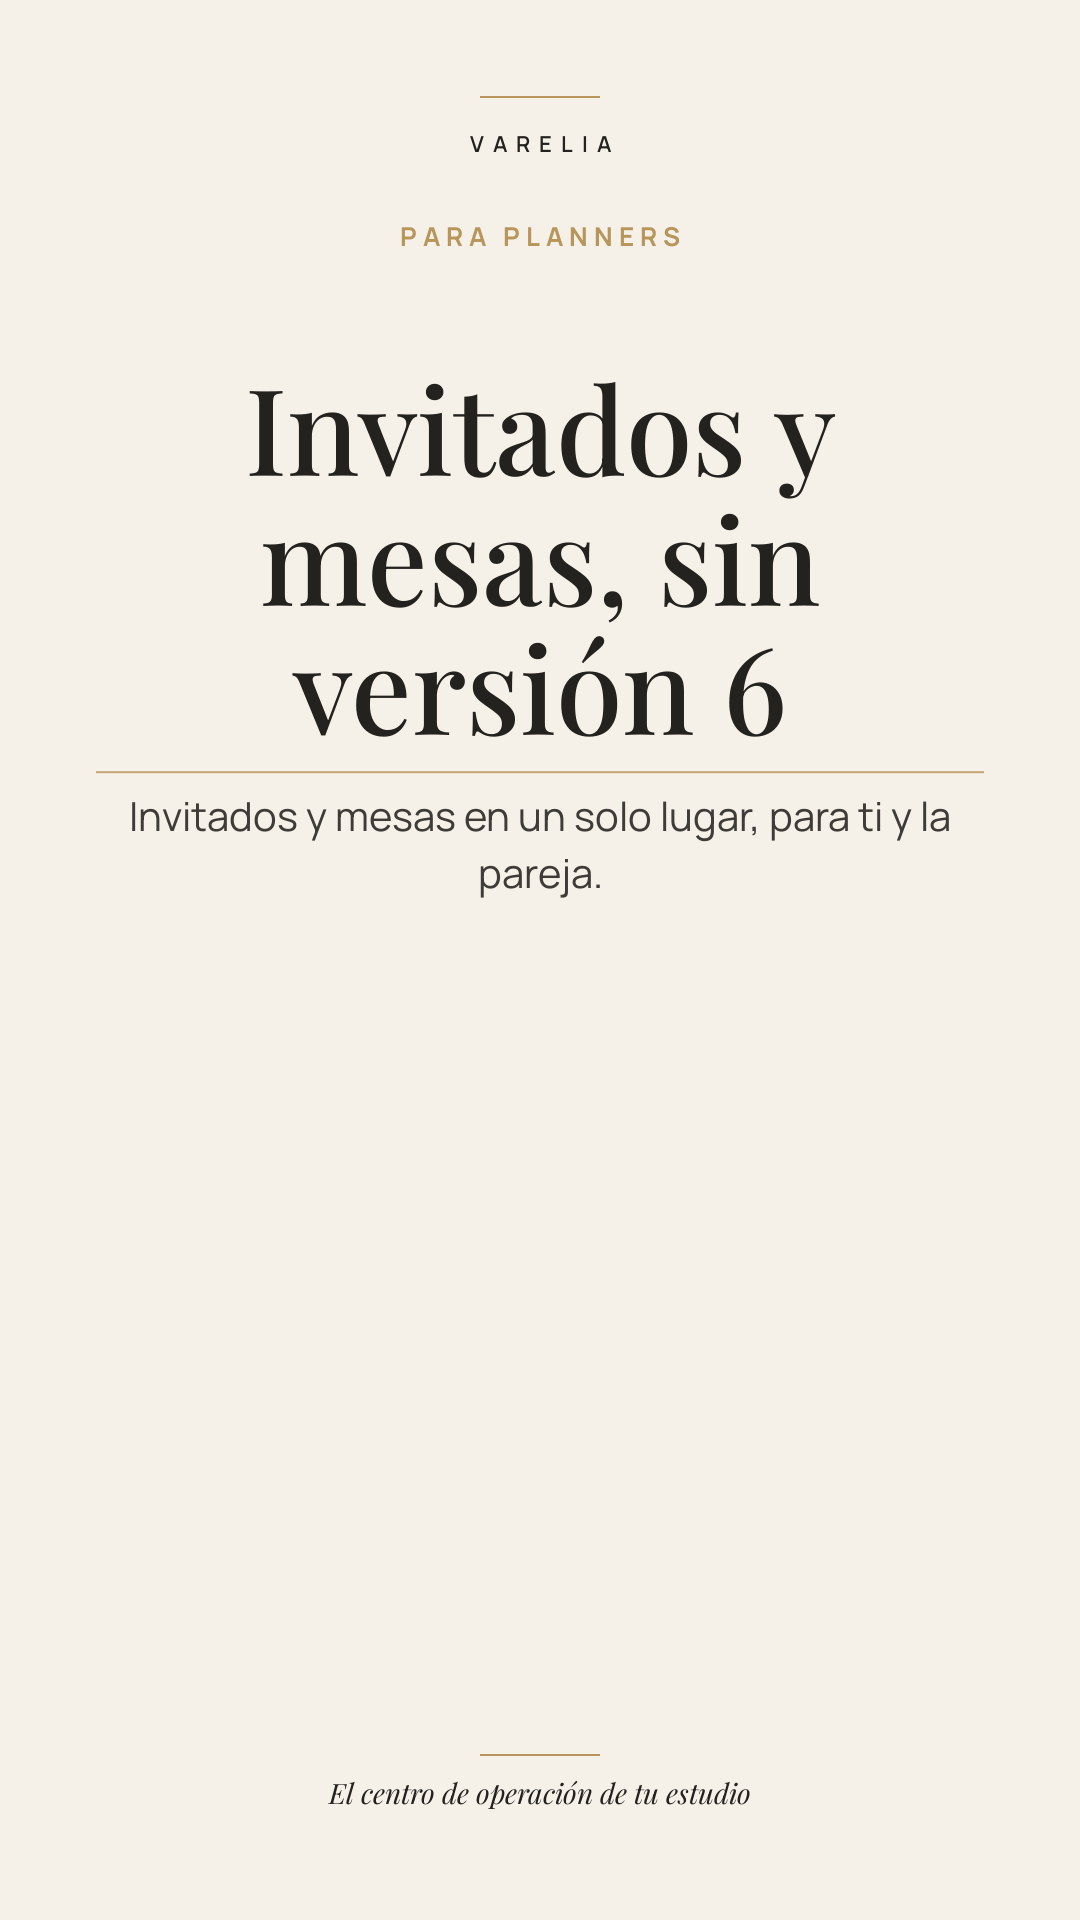 VARELIA
PARA PLANNERS
Invitados y
mesas, sin
versión 6
Invitados y mesas en un solo lugar, para ti y la
pareja.
El centro de operación de tu estudio